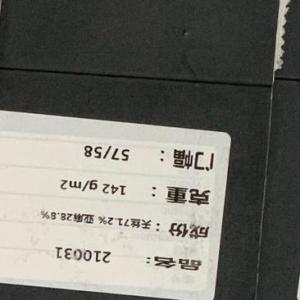 品名： 210031
成份：天丝71.2% 亚麻28.8%
克重： 142 g/m2
门幅： 57/58